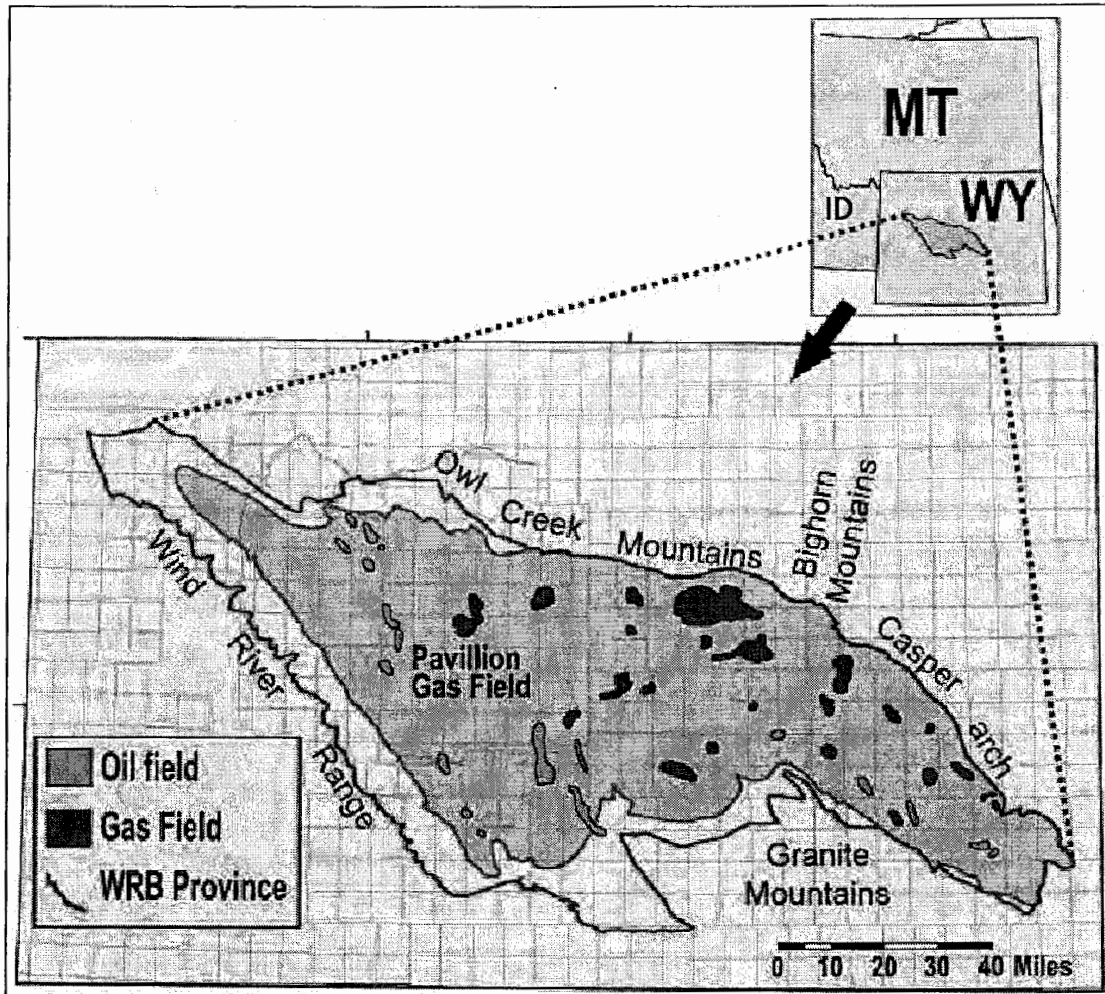 MT
ID
WY
Owl
Creek
Mountains
Bighorn
Mountains
Casper
arch
Wind
River
Range
Pavillion
Gas Field
Granite
Mountains
Oil field
Gas Field
WRB Province
0 10 20 30 40 Miles